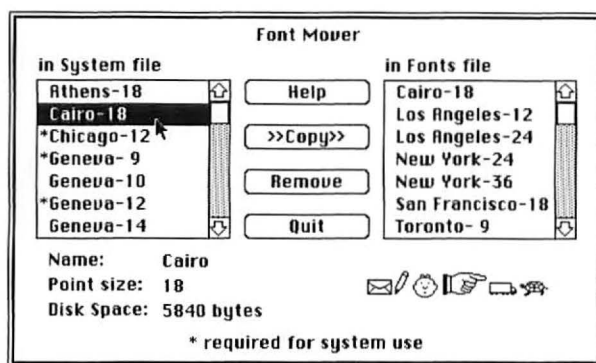 Font Mover
in System file
Athens-18
Cairo-18
*Chicago-12
*Geneva- 9
Geneva-10
*Geneva-12
Geneva-14
Help
>>Copy>>
Remove
Quit
in Fonts file
Cairo-18
Los Angeles-12
Los Angeles-24
New York-24
New York-36
San Francisco-18
Toronto- 9
Name: Cairo
Point size: 18
Disk Space: 5840 bytes
* required for system use